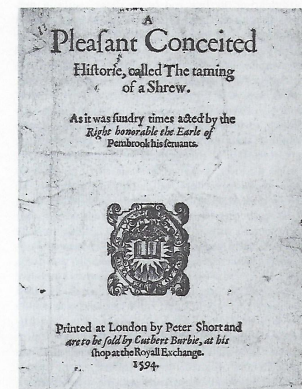 A
Pleaſant Conceited
Hiſtorie, called The taming
of a Shrew.
As it was ſundry times acted by the
Right honorable the Earle of
Pembrook his ſeruants.
Printed at London by Peter Short and
are to be ſold by Cutbert Burbie, at his
ſhop at the Royall Exchange.
1594.